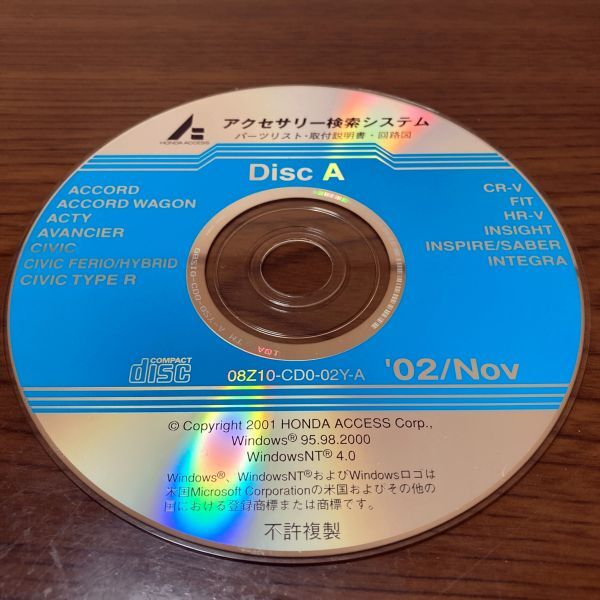 アクセサリー検索システム
パーツリスト・取付説明書・回路図
HONDA ACCESS
Disc A
ACCORD
ACCORD WAGON
ACTY
AVANCIER
CIVIC
CIVIC FERIO/HYBRID
CIVIC TYPE R
CR-V
FIT
HR-V
INSIGHT
INSPIRE/SABER
INTEGRA
COMPACT
disc
08Z10-CD0-02Y-A
'02/Nov
© Copyright 2001 HONDA ACCESS Corp.,
Windows® 95.98.2000
WindowsNT® 4.0
Windows®、WindowsNT®およびWindowsロゴは
米国Microsoft Corporationの米国およびその他の
国における登録商標または商標です。
不許複製